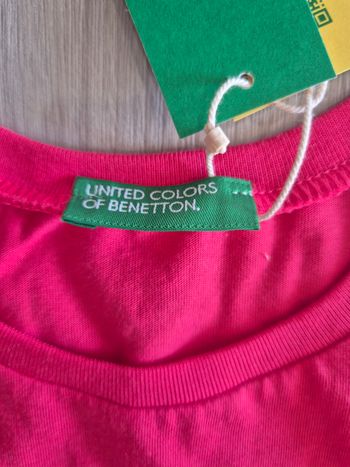 UNITED COLORS
OF BENETTON.